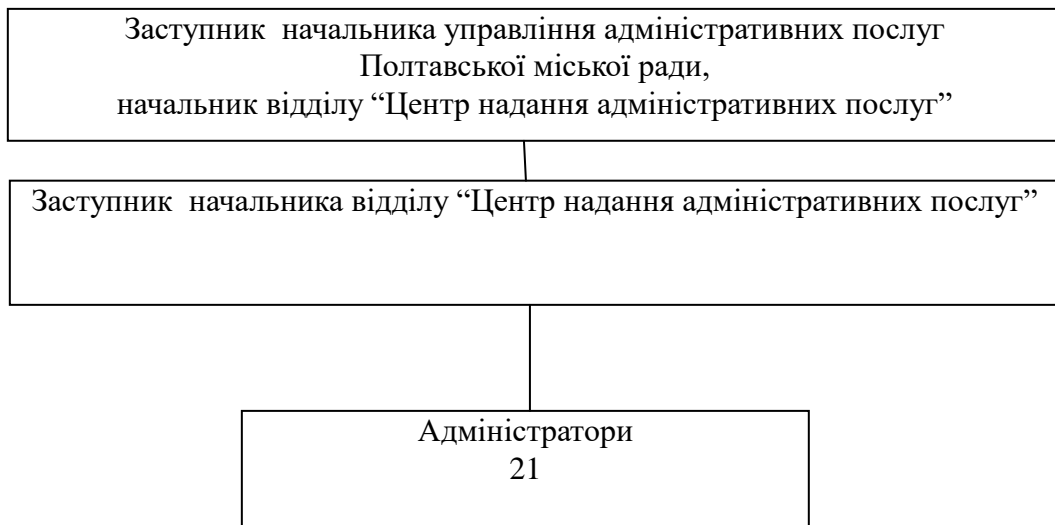 Заступник  начальника управління адміністративних послуг
Полтавської міської ради,
начальник відділу “Центр надання адміністративних послуг”
Заступник  начальника відділу “Центр надання адміністративних послуг”
Адміністратори
21